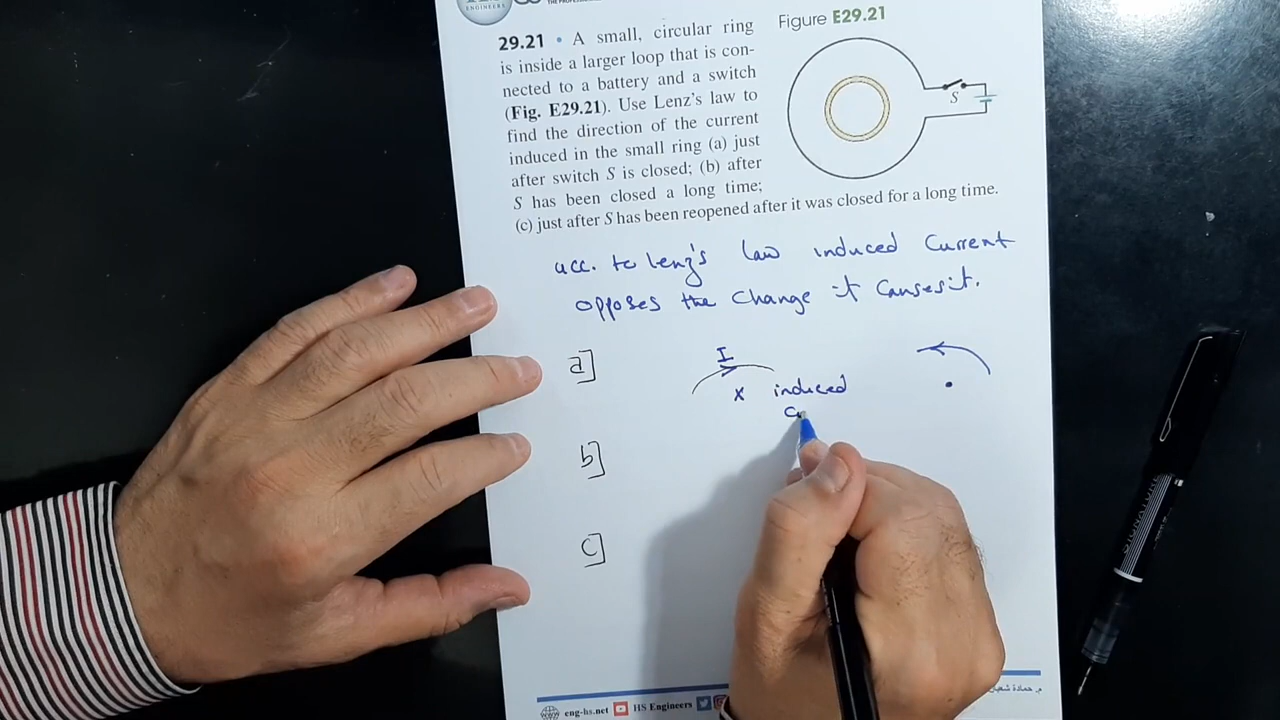 ENGINEERS
Figure E29.21
29.21 • A small, circular ring
is inside a larger loop that is con-
nected to a battery and a switch
(Fig. E29.21). Use Lenz's law to
find the direction of the current
induced in the small ring (a) just
after switch S is closed; (b) after
S has been closed a long time;
(c) just after S has been reopened after it was closed for a long time.
S
acc. to lenz's law induced Current
opposes the change it Causes it.
a]
I
x induced
b]
c]
eng-hs.net HS Engineers
SIGNATURE